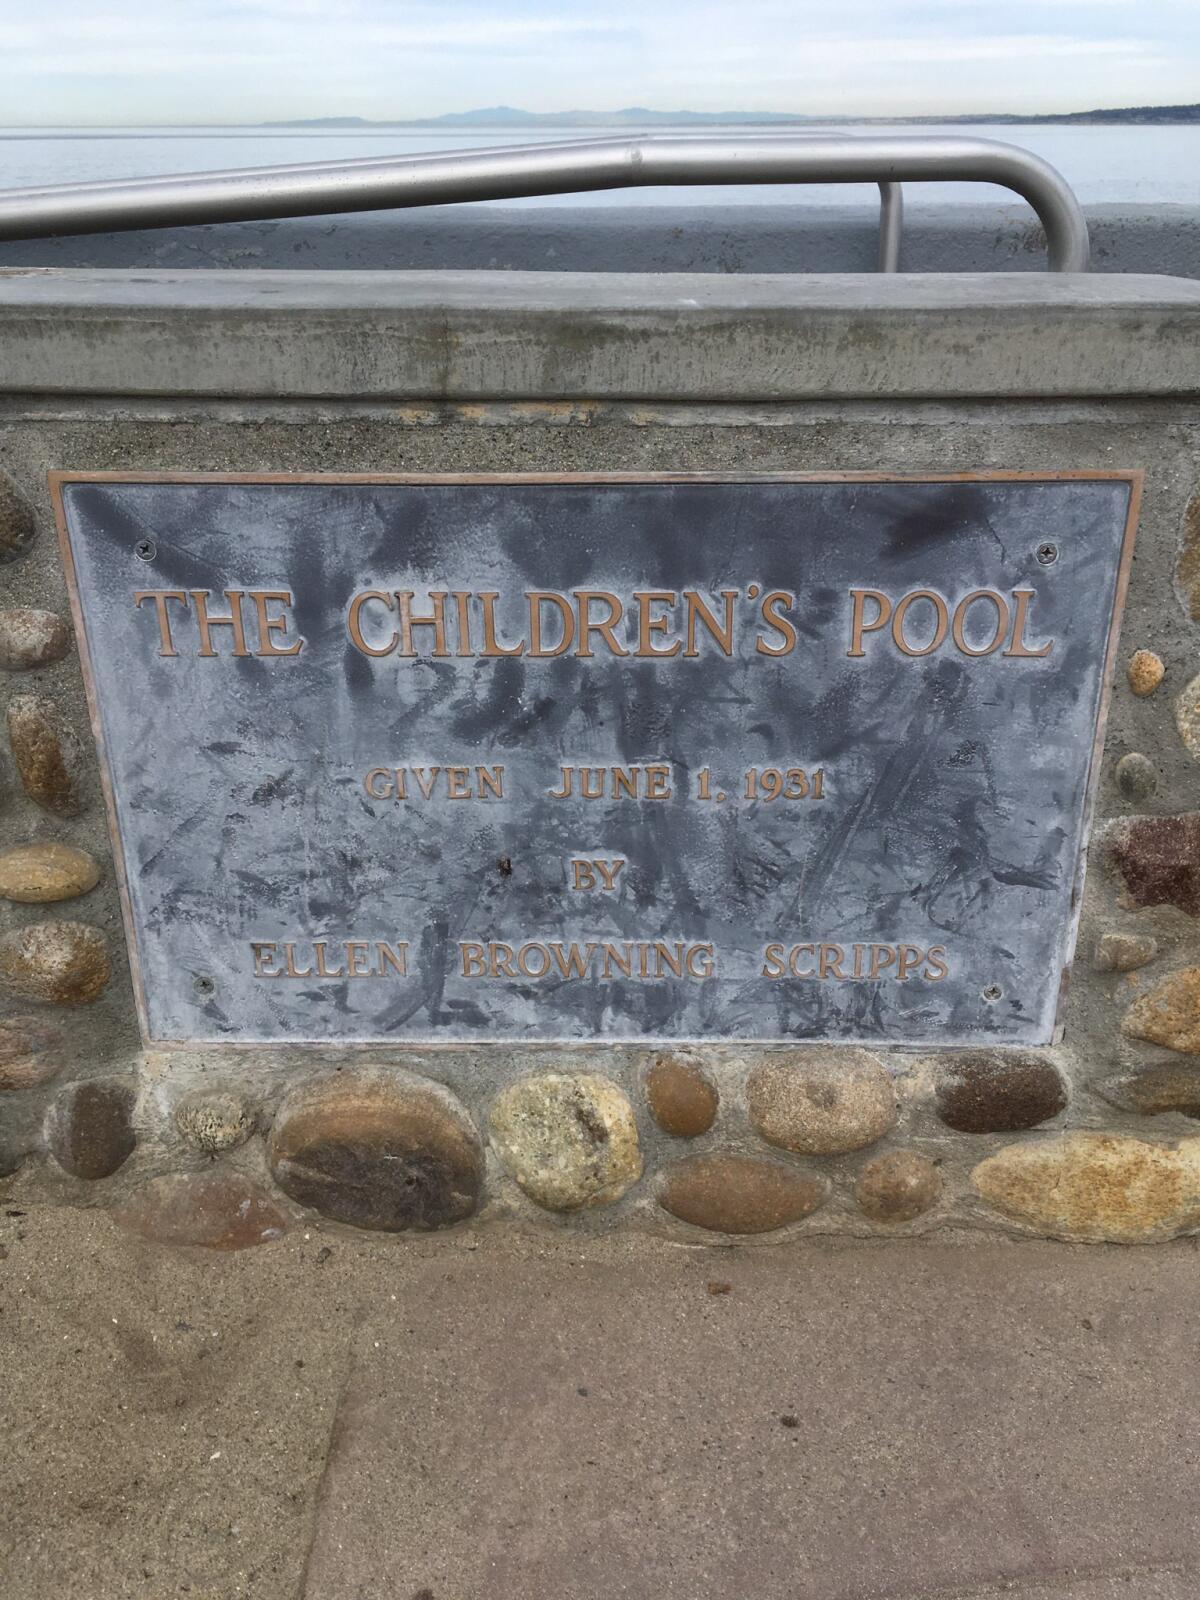 THE CHILDREN'S POOL
GIVEN JUNE 1, 1931
BY
ELLEN BROWNING SCRIPPS